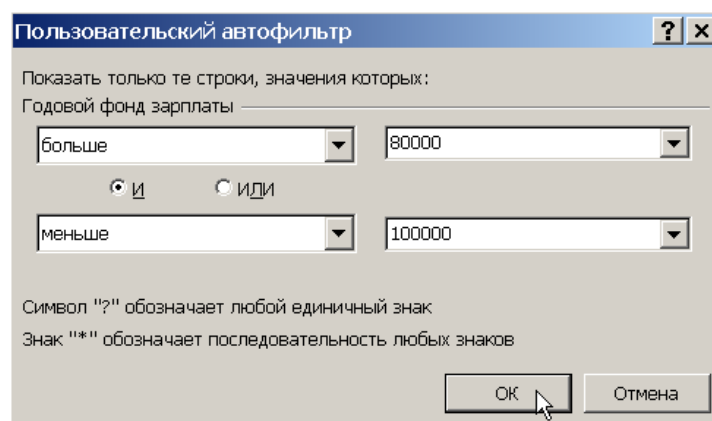 Пользовательский автофильтр ? ×
Показать только те строки, значения которых:
Годовой фонд зарплаты
больше 80000
И ИЛИ
меньше 100000
Символ "?" обозначает любой единичный знак
Знак "*" обозначает последовательность любых знаков
ОК Отмена